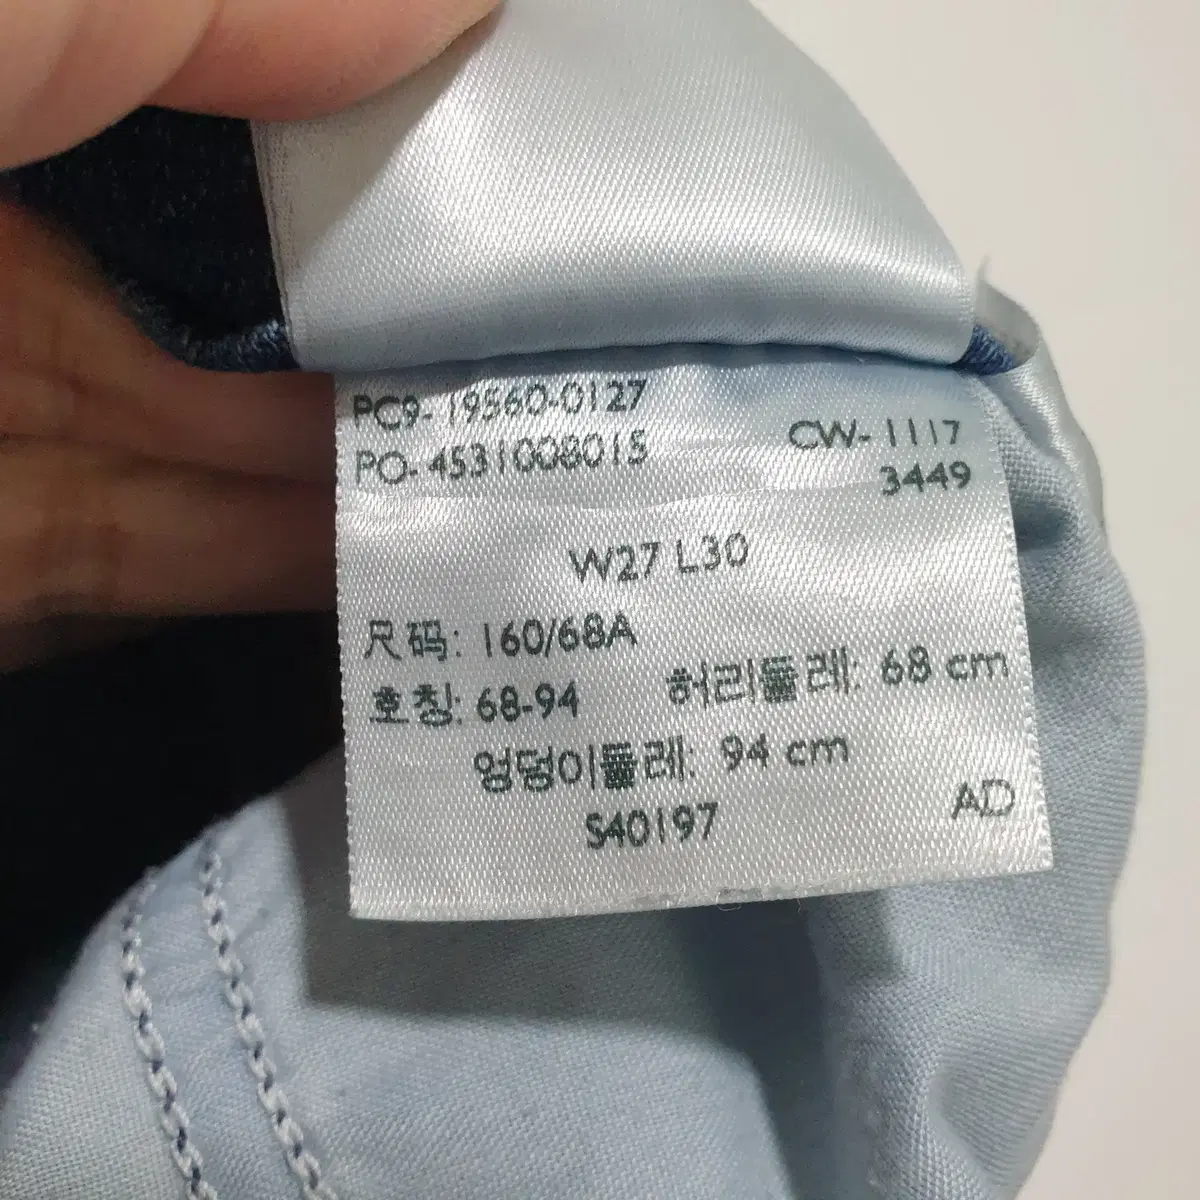 PC9-19560-0127
PO-4531008015
CW-1117
3449
W27 L30
尺码: 160/68A
호칭: 68-94 허리둘레: 68 cm
엉덩이둘레: 94 cm
S40197
AD